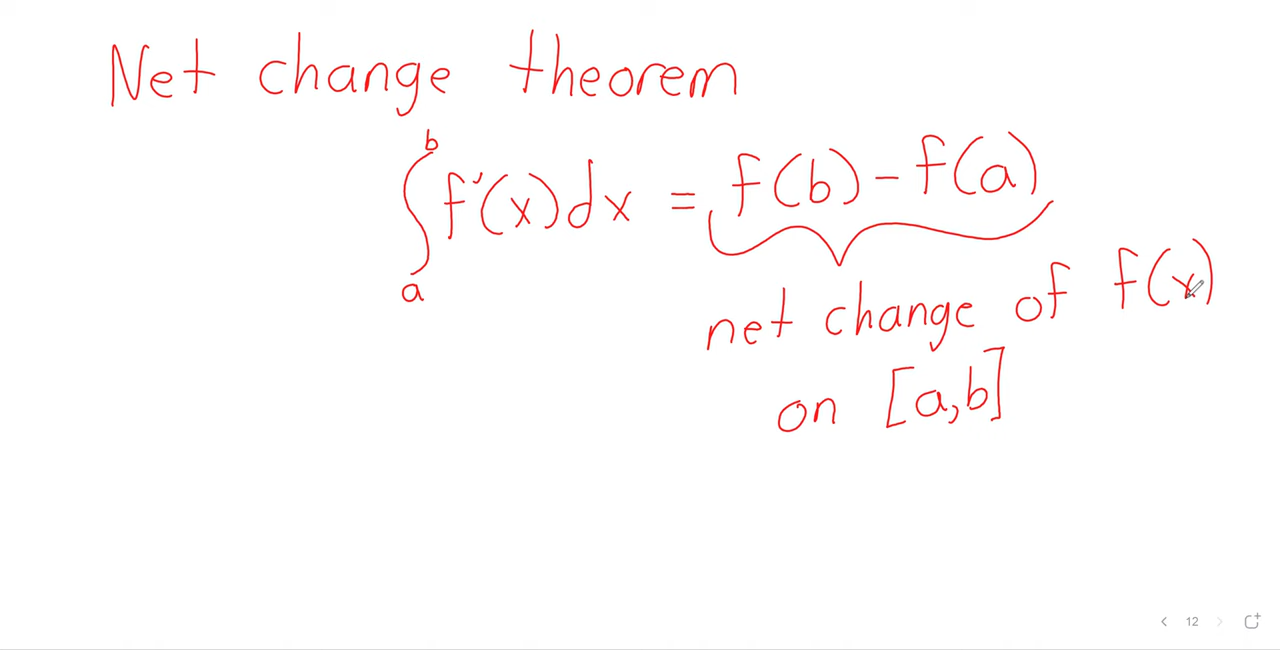 Net change theorem
∫_a^b f'(x)dx = f(b) - f(a)
net change of f(x)
on [a,b]
12